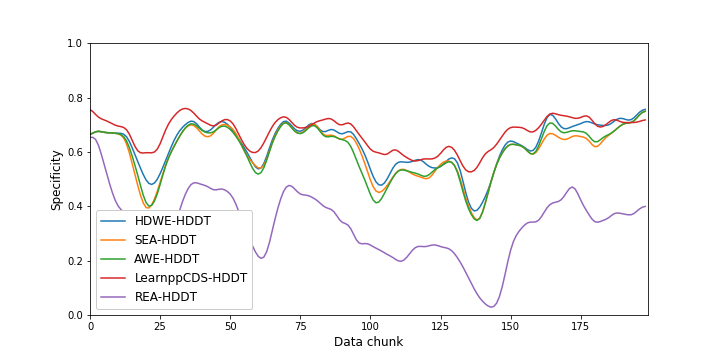 1.0
0.8
0.6
0.4
0.2
0.0
Specificity
HDWE-HDDT
SEA-HDDT
AWE-HDDT
LearnppCDS-HDDT
REA-HDDT
0 25 50 75 100 125 150 175
Data chunk